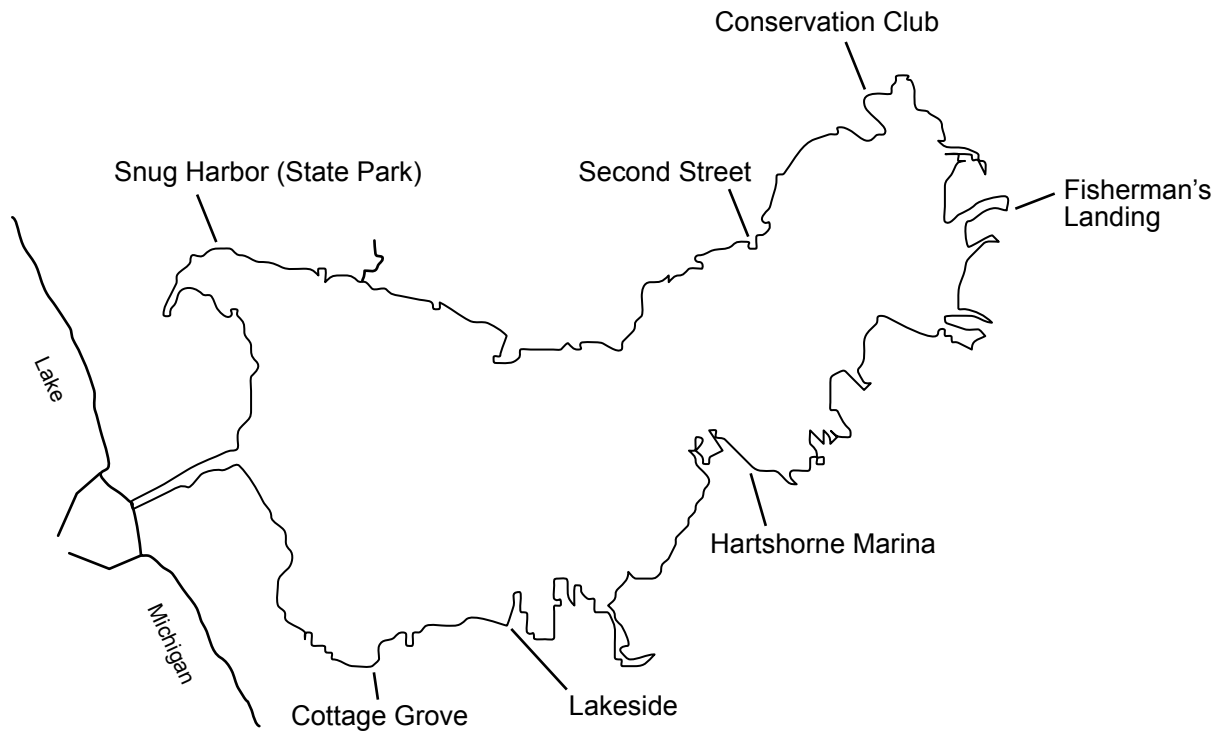 Conservation Club
Snug Harbor (State Park)
Second Street
Fisherman’s
Landing
Lake
Hartshorne Marina
Michigan
Lakeside
Cottage Grove